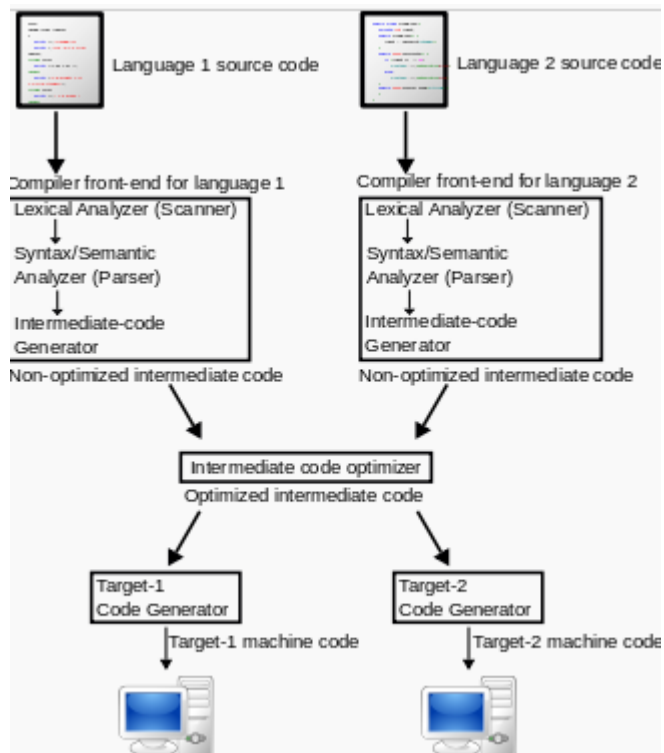 Language 1 source code
Language 2 source code
Compiler front-end for language 1
Lexical Analyzer (Scanner)
Syntax/Semantic
Analyzer (Parser)
Intermediate-code
Generator
Non-optimized intermediate code
Compiler front-end for language 2
Lexical Analyzer (Scanner)
Syntax/Semantic
Analyzer (Parser)
Intermediate-code
Generator
Non-optimized intermediate code
Intermediate code optimizer
Optimized intermediate code
Target-1
Code Generator
Target-1 machine code
Target-2
Code Generator
Target-2 machine code